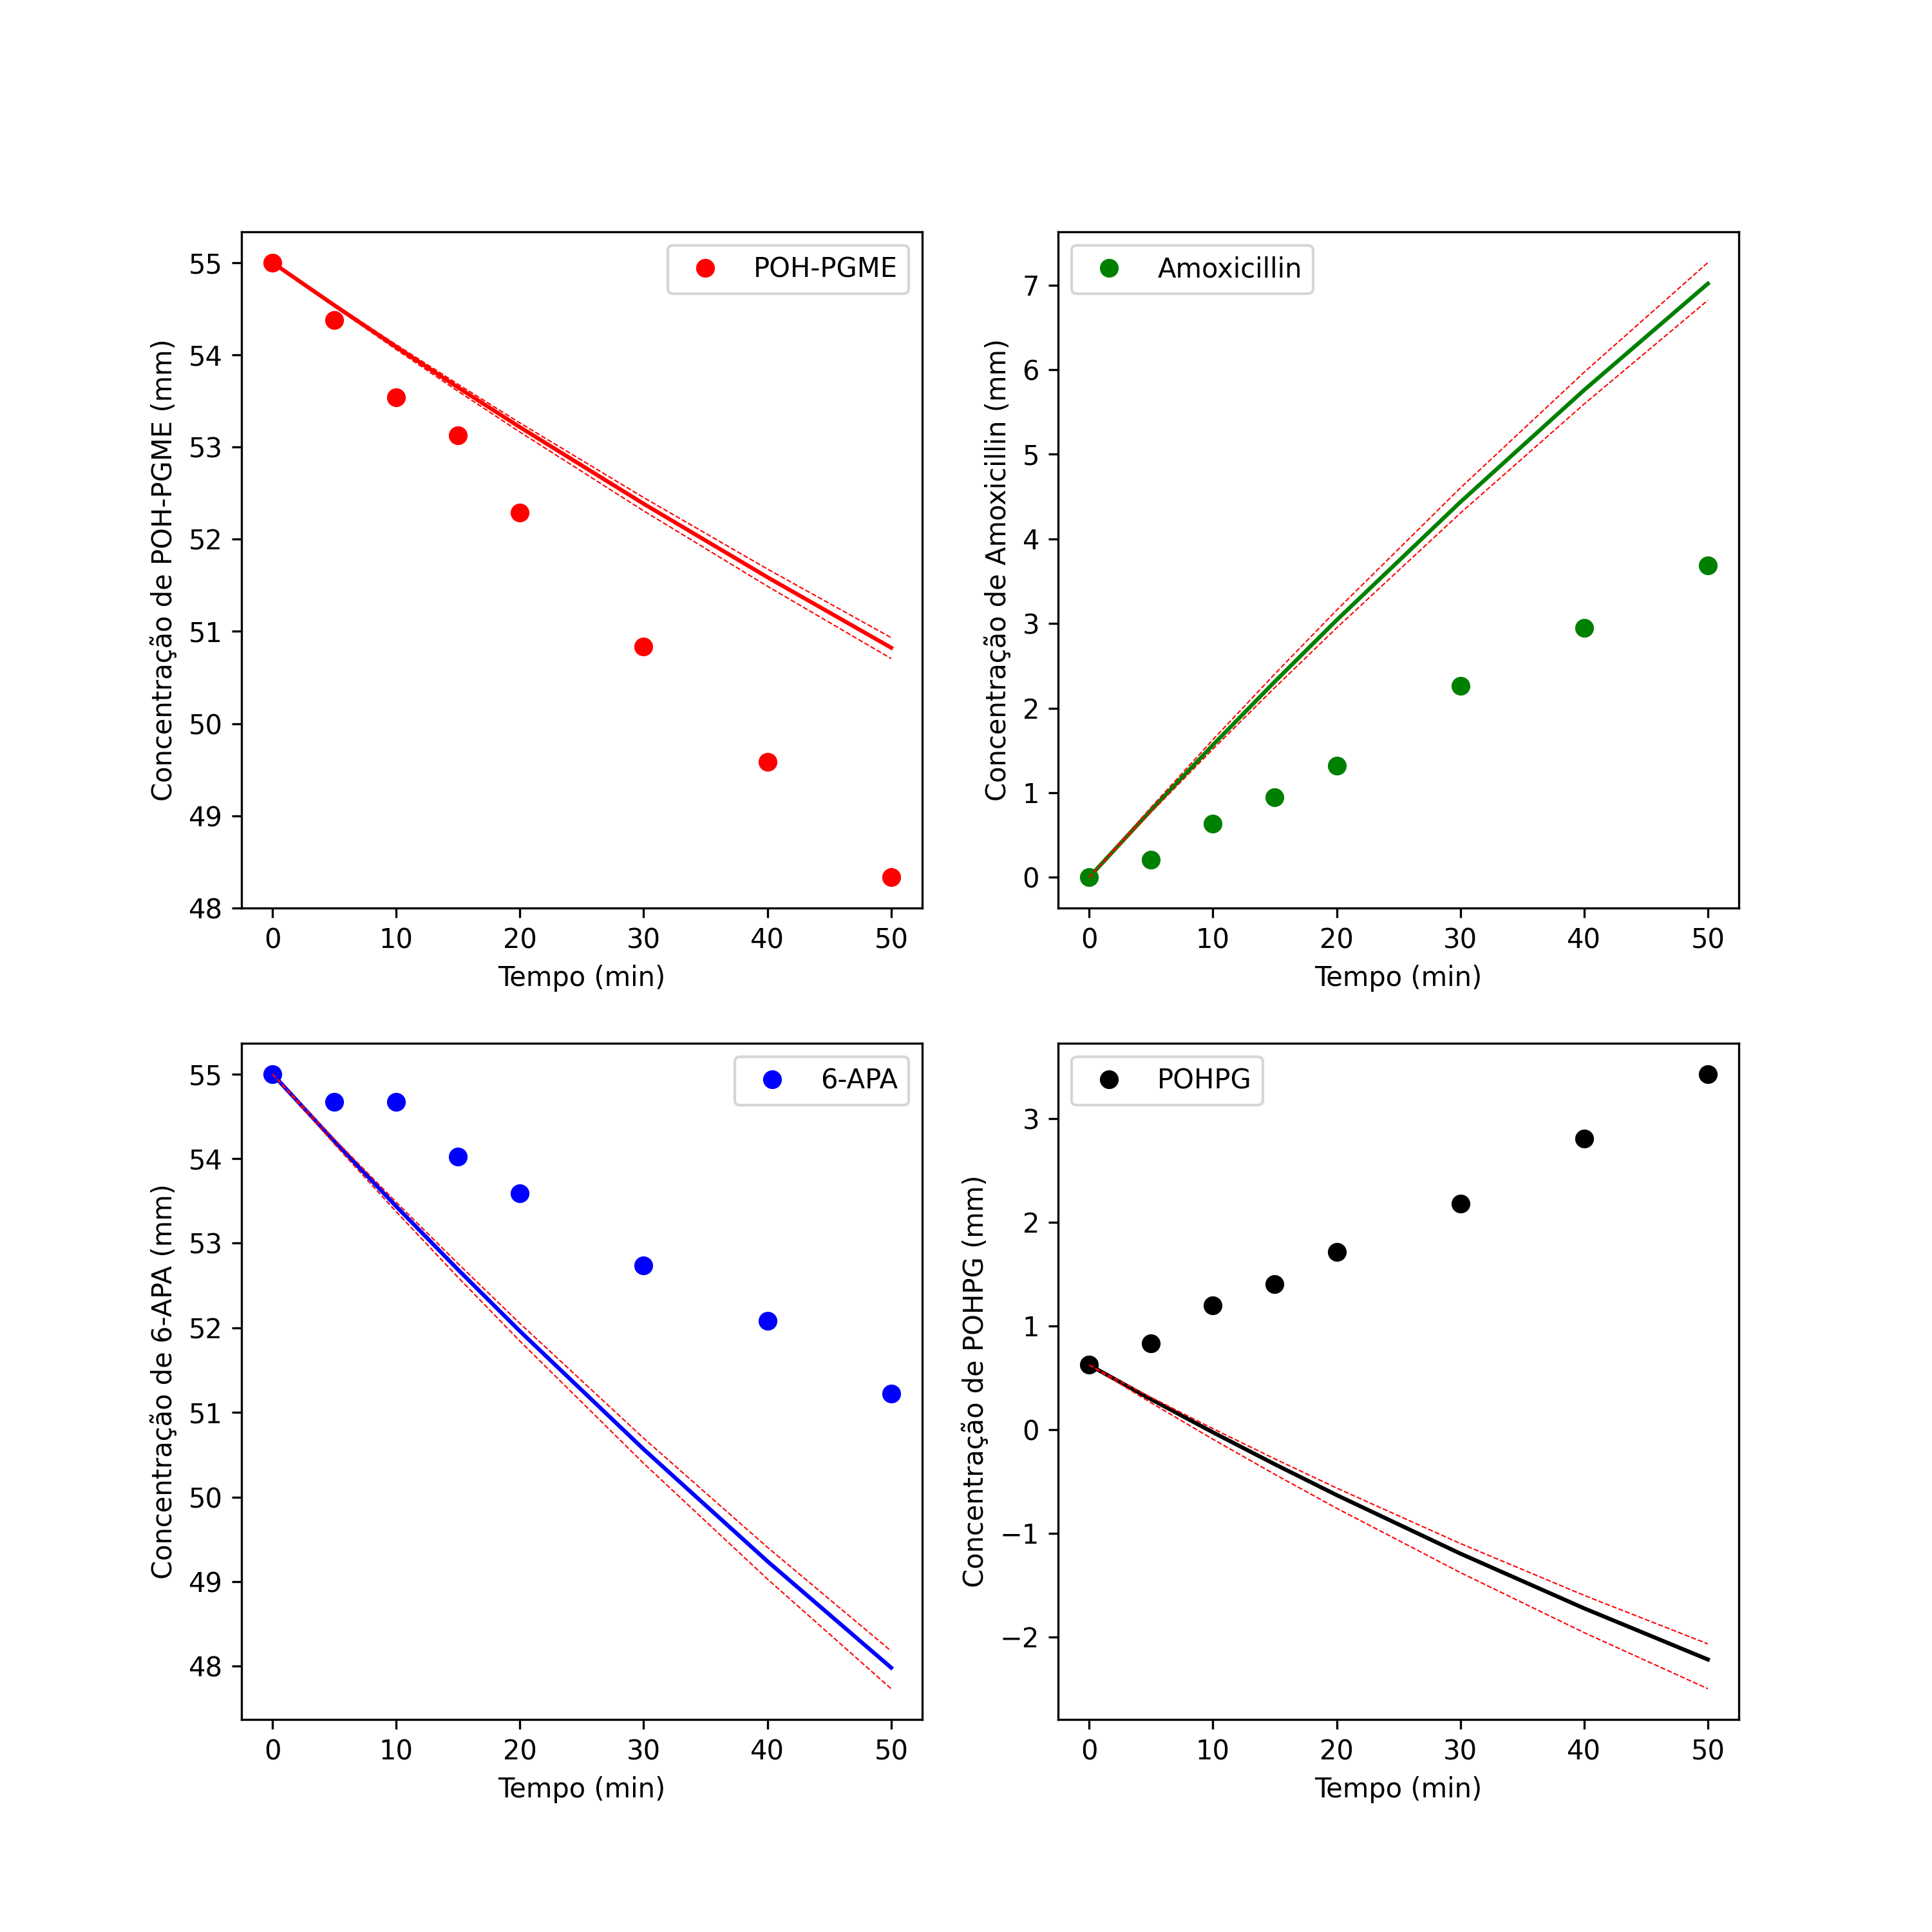 POH-PGME
55
54
53
52
51
50
49
48
Concentração de POH-PGME (mm)
0 10 20 30 40 50
Tempo (min)
Amoxicillin
7
6
5
4
3
2
1
0
Concentração de Amoxicillin (mm)
0 10 20 30 40 50
Tempo (min)
6-APA
55
54
53
52
51
50
49
48
Concentração de 6-APA (mm)
0 10 20 30 40 50
Tempo (min)
POHPG
3
2
1
0
−1
−2
Concentração de POHPG (mm)
0 10 20 30 40 50
Tempo (min)